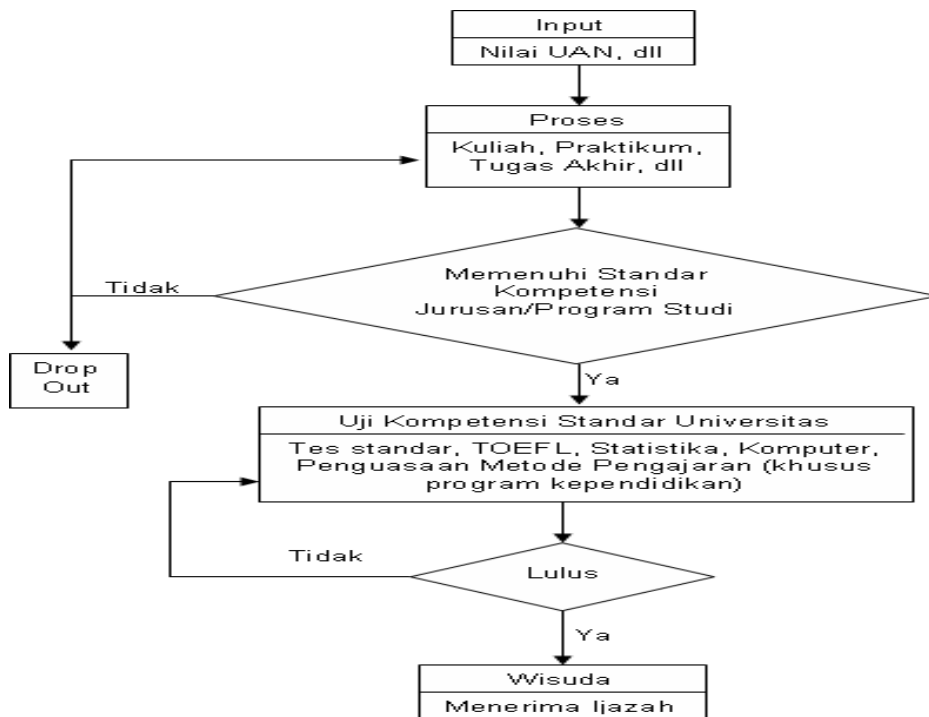 Input
Nilai UAN, dll
Proses
Kuliah, Praktikum,
Tugas Akhir, dll
Memenuhi Standar
Kompetensi
Jurusan/Program Studi
Tidak
Drop
Out
Ya
Uji Kompetensi Standar Universitas
Tes standar, TOEFL, Statistika, Komputer,
Penguasaan Metode Pengajaran (khusus
program kependidikan)
Tidak
Lulus
Ya
Wisuda
Menerima Ijazah